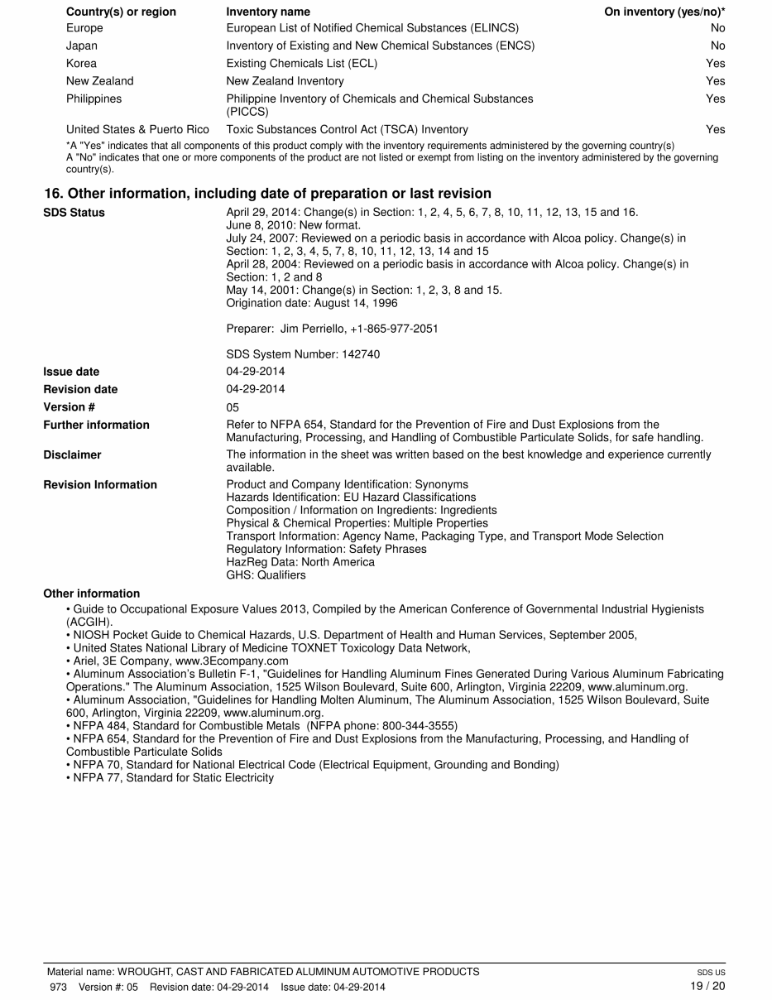 Country(s) or region Inventory name On inventory (yes/no)*
Europe European List of Notified Chemical Substances (ELINCS) No
Japan Inventory of Existing and New Chemical Substances (ENCS) No
Korea Existing Chemicals List (ECL) Yes
New Zealand New Zealand Inventory Yes
Philippines Philippine Inventory of Chemicals and Chemical Substances Yes
(PICCS)
United States & Puerto Rico Toxic Substances Control Act (TSCA) Inventory Yes
*A "Yes" indicates that all components of this product comply with the inventory requirements administered by the governing country(s)
A "No" indicates that one or more components of the product are not listed or exempt from listing on the inventory administered by the governing
country(s).
16. Other information, including date of preparation or last revision
SDS Status April 29, 2014: Change(s) in Section: 1, 2, 4, 5, 6, 7, 8, 10, 11, 12, 13, 15 and 16.
June 8, 2010: New format.
July 24, 2007: Reviewed on a periodic basis in accordance with Alcoa policy. Change(s) in
Section: 1, 2, 3, 4, 5, 7, 8, 10, 11, 12, 13, 14 and 15
April 28, 2004: Reviewed on a periodic basis in accordance with Alcoa policy. Change(s) in
Section: 1, 2 and 8
May 14, 2001: Change(s) in Section: 1, 2, 3, 8 and 15.
Origination date: August 14, 1996
Preparer: Jim Perriello, +1-865-977-2051
SDS System Number: 142740
Issue date 04-29-2014
Revision date 04-29-2014
Version # 05
Further information Refer to NFPA 654, Standard for the Prevention of Fire and Dust Explosions from the
Manufacturing, Processing, and Handling of Combustible Particulate Solids, for safe handling.
Disclaimer The information in the sheet was written based on the best knowledge and experience currently
available.
Revision Information Product and Company Identification: Synonyms
Hazards Identification: EU Hazard Classifications
Composition / Information on Ingredients: Ingredients
Physical & Chemical Properties: Multiple Properties
Transport Information: Agency Name, Packaging Type, and Transport Mode Selection
Regulatory Information: Safety Phrases
HazReg Data: North America
GHS: Qualifiers
Other information
• Guide to Occupational Exposure Values 2013, Compiled by the American Conference of Governmental Industrial Hygienists
(ACGIH).
• NIOSH Pocket Guide to Chemical Hazards, U.S. Department of Health and Human Services, September 2005,
• United States National Library of Medicine TOXNET Toxicology Data Network,
• Ariel, 3E Company, www.3Ecompany.com
• Aluminum Association's Bulletin F-1, "Guidelines for Handling Aluminum Fines Generated During Various Aluminum Fabricating
Operations." The Aluminum Association, 1525 Wilson Boulevard, Suite 600, Arlington, Virginia 22209, www.aluminum.org.
• Aluminum Association, "Guidelines for Handling Molten Aluminum, The Aluminum Association, 1525 Wilson Boulevard, Suite
600, Arlington, Virginia 22209, www.aluminum.org.
• NFPA 484, Standard for Combustible Metals (NFPA phone: 800-344-3555)
• NFPA 654, Standard for the Prevention of Fire and Dust Explosions from the Manufacturing, Processing, and Handling of
Combustible Particulate Solids
• NFPA 70, Standard for National Electrical Code (Electrical Equipment, Grounding and Bonding)
• NFPA 77, Standard for Static Electricity
Material name: WROUGHT, CAST AND FABRICATED ALUMINUM AUTOMOTIVE PRODUCTS SDS US
973 Version #: 05 Revision date: 04-29-2014 Issue date: 04-29-2014 19 / 20